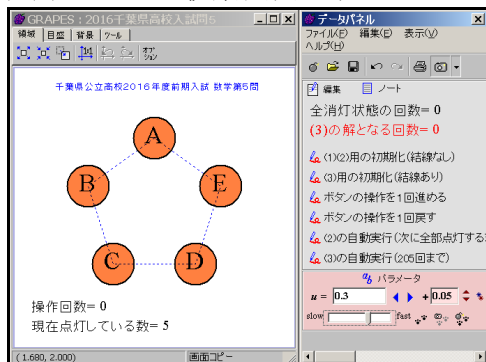 GRAPES : 2016千葉県高校入試問5
領域 目盛 背景 ツール
オプション
千葉県公立高校2016年度前期入試 数学第5問
A
B
E
C
D
操作回数= 0
現在点灯している数= 5
(1.680, 2.000)
画面コピー
データパネル
ファイル(F) 編集(E) 表示(V)
ヘルプ(H)
編集 ノート
全消灯状態の回数= 0
(3)の解となる回数= 0
(1)(2)用の初期化(結線なし)
(3)用の初期化(結線あり)
ボタンの操作を1回進める
ボタンの操作を1回戻す
(2)の自動実行(次に全部点灯する
(3)の自動実行(205回まで)
パラメータ
u = 0.3 + 0.05
slow fast